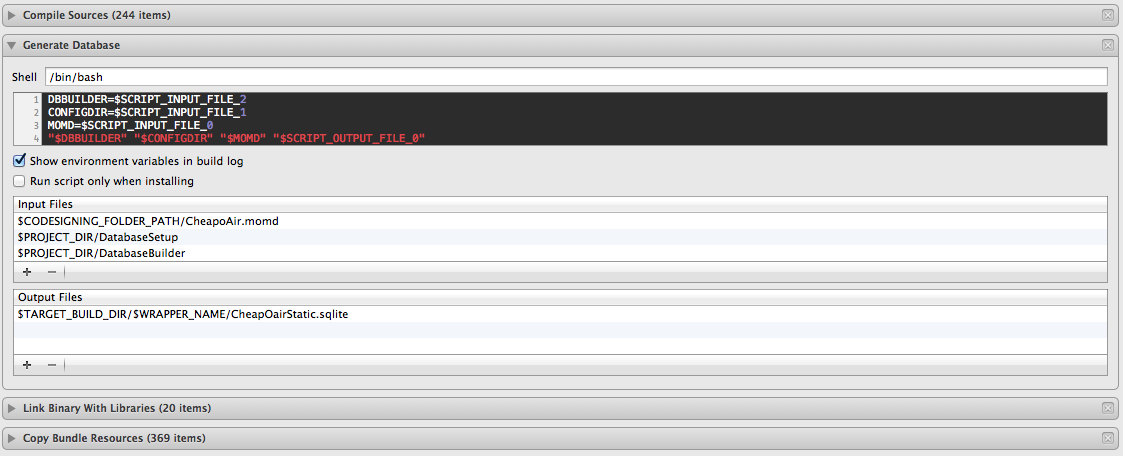 Compile Sources (244 items)
Generate Database
Shell /bin/bash
1 DBBUILDER=$SCRIPT_INPUT_FILE_2
2 CONFIGDIR=$SCRIPT_INPUT_FILE_1
3 MOMD=$SCRIPT_INPUT_FILE_0
4 "$DBBUILDER" "$CONFIGDIR" "$MOMD" "$SCRIPT_OUTPUT_FILE_0"
Show environment variables in build log
Run script only when installing
Input Files
$CODESIGNING_FOLDER_PATH/CheapoAir.momd
$PROJECT_DIR/DatabaseSetup
$PROJECT_DIR/DatabaseBuilder
Output Files
$TARGET_BUILD_DIR/$WRAPPER_NAME/CheapOairStatic.sqlite
Link Binary With Libraries (20 items)
Copy Bundle Resources (369 items)